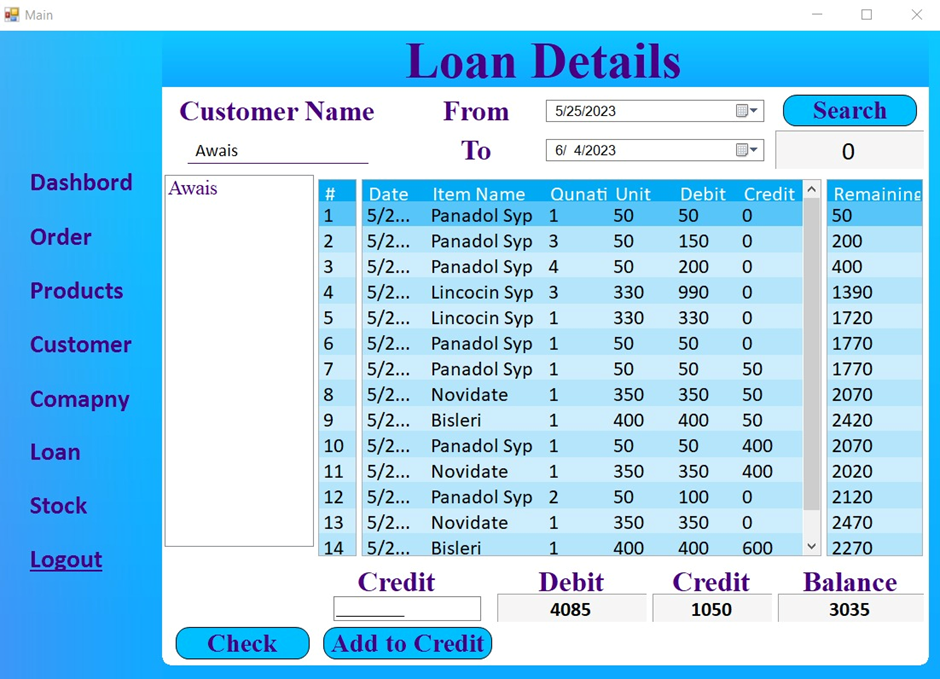 Main
Loan Details
Customer Name From 5/25/2023 Search
Awais To 6/ 4/2023 0
Dashbord
Order
Products
Customer
Comapny
Loan
Stock
Logout
Awais
# Date Item Name Qunati Unit Debit Credit Remaining
1 5/2... Panadol Syp 1 50 50 0 50
2 5/2... Panadol Syp 3 50 150 0 200
3 5/2... Panadol Syp 4 50 200 0 400
4 5/2... Lincocin Syp 3 330 990 0 1390
5 5/2... Lincocin Syp 1 330 330 0 1720
6 5/2... Panadol Syp 1 50 50 0 1770
7 5/2... Panadol Syp 1 50 50 50 1770
8 5/2... Novidate 1 350 350 50 2070
9 5/2... Bisleri 1 400 400 50 2420
10 5/2... Panadol Syp 1 50 50 400 2070
11 5/2... Novidate 1 350 350 400 2020
12 5/2... Panadol Syp 2 50 100 0 2120
13 5/2... Novidate 1 350 350 0 2470
14 5/2... Bisleri 1 400 400 600 2270
Credit Debit Credit Balance
4085 1050 3035
Check Add to Credit